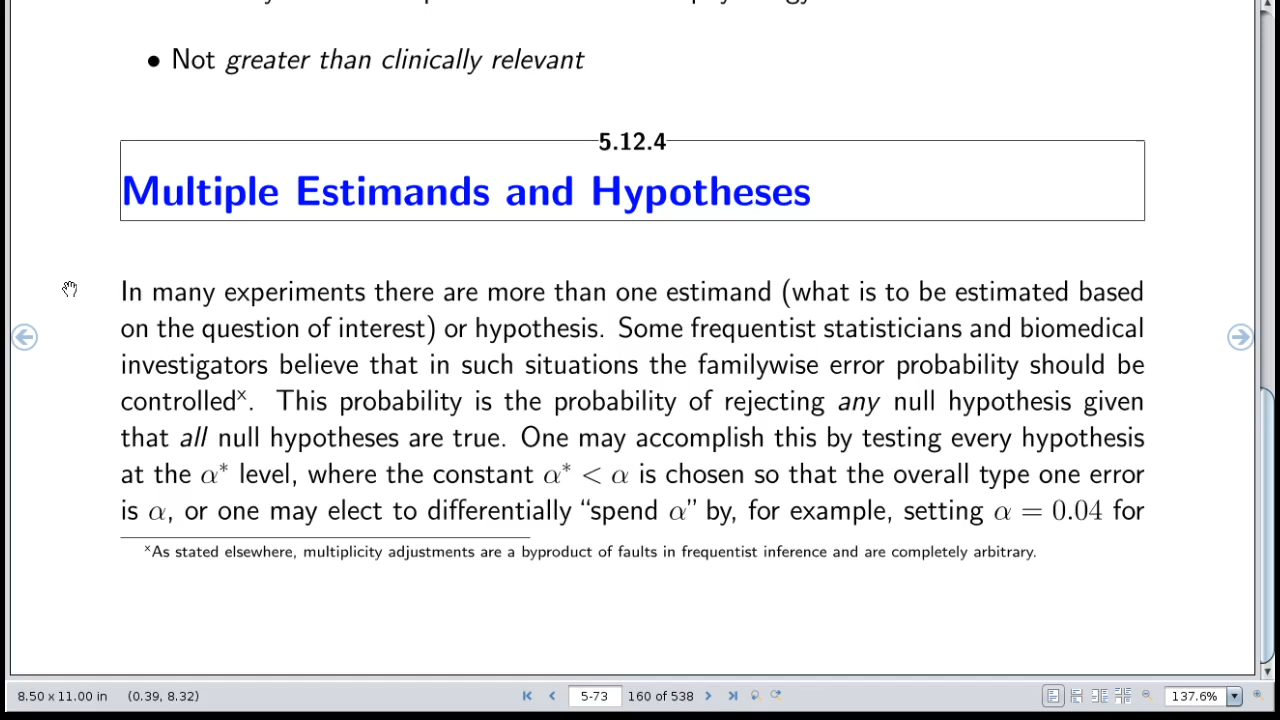 • Not greater than clinically relevant
5.12.4
Multiple Estimands and Hypotheses
In many experiments there are more than one estimand (what is to be estimated based
on the question of interest) or hypothesis. Some frequentist statisticians and biomedical
investigators believe that in such situations the familywise error probability should be
controlledˣ. This probability is the probability of rejecting any null hypothesis given
that all null hypotheses are true. One may accomplish this by testing every hypothesis
at the α* level, where the constant α* < α is chosen so that the overall type one error
is α, or one may elect to differentially “spend α” by, for example, setting α = 0.04 for
ˣAs stated elsewhere, multiplicity adjustments are a byproduct of faults in frequentist inference and are completely arbitrary.
8.50 x 11.00 in (0.39, 8.32) 5-73 160 of 538 137.6%